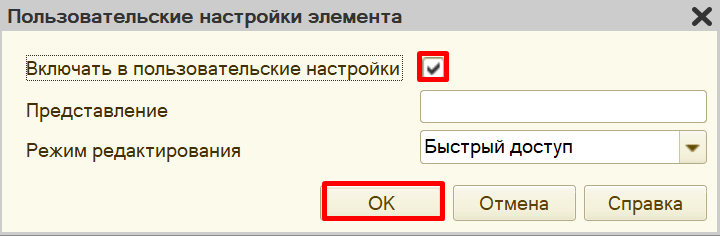 Пользовательские настройки элемента
Включать в пользовательские настройки
Представление
Режим редактирования Быстрый доступ
OK Отмена Справка